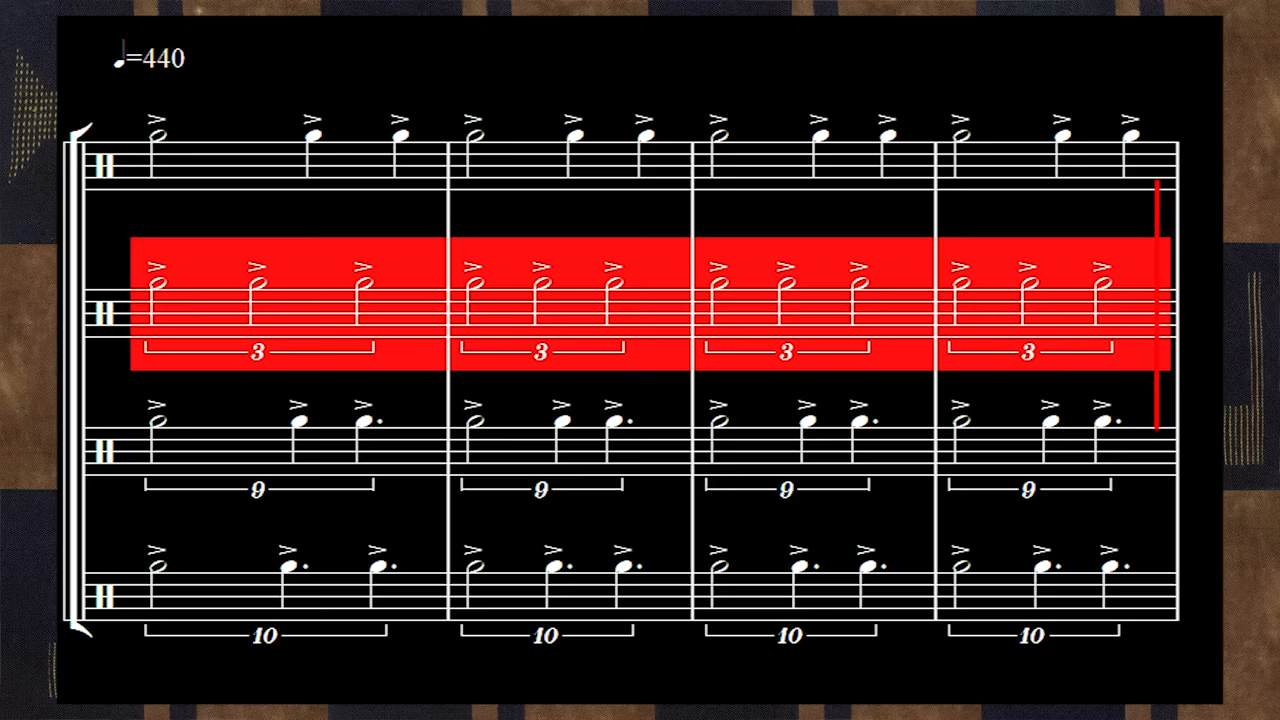 ♩=440
3 3 3 3
9 9 9 9
10 10 10 10